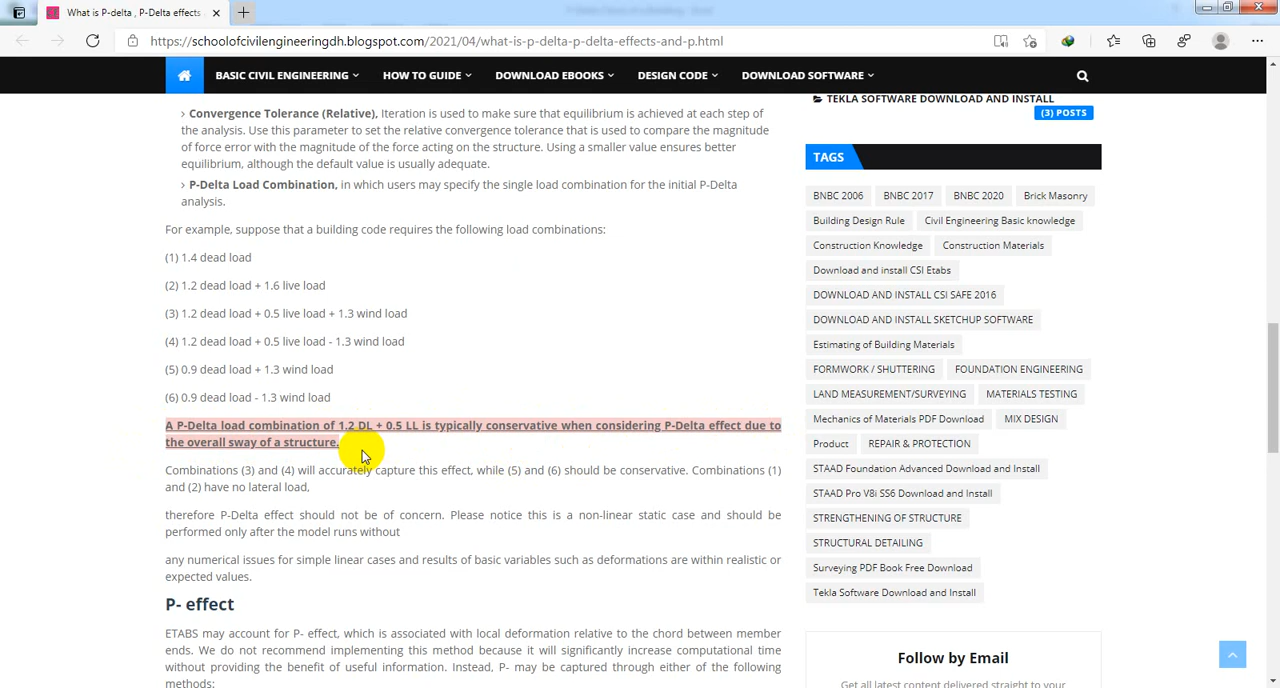 What is P-delta , P-Delta effects
https://schoolofcivilengineeringdh.blogspot.com/2021/04/what-is-p-delta-p-delta-effects-and-p.html
BASIC CIVIL ENGINEERING
HOW TO GUIDE
DOWNLOAD EBOOKS
DESIGN CODE
DOWNLOAD SOFTWARE
Convergence Tolerance (Relative), Iteration is used to make sure that equilibrium is achieved at each step of
the analysis. Use this parameter to set the relative convergence tolerance that is used to compare the magnitude
of force error with the magnitude of the force acting on the structure. Using a smaller value ensures better
equilibrium, although the default value is usually adequate.
P-Delta Load Combination, in which users may specify the single load combination for the initial P-Delta
analysis.
For example, suppose that a building code requires the following load combinations:
(1) 1.4 dead load
(2) 1.2 dead load + 1.6 live load
(3) 1.2 dead load + 0.5 live load + 1.3 wind load
(4) 1.2 dead load + 0.5 live load - 1.3 wind load
(5) 0.9 dead load + 1.3 wind load
(6) 0.9 dead load - 1.3 wind load
A P-Delta load combination of 1.2 DL + 0.5 LL is typically conservative when considering P-Delta effect due to
the overall sway of a structure.
Combinations (3) and (4) will accurately capture this effect, while (5) and (6) should be conservative. Combinations (1)
and (2) have no lateral load,
therefore P-Delta effect should not be of concern. Please notice this is a non-linear static case and should be
performed only after the model runs without
any numerical issues for simple linear cases and results of basic variables such as deformations are within realistic or
expected values.
P- effect
ETABS may account for P- effect, which is associated with local deformation relative to the chord between member
ends. We do not recommend implementing this method because it will significantly increase computational time
without providing the benefit of useful information. Instead, P- may be captured through either of the following
methods:
TEKLA SOFTWARE DOWNLOAD AND INSTALL
(3) POSTS
TAGS
BNBC 2006
BNBC 2017
BNBC 2020
Brick Masonry
Building Design Rule
Civil Engineering Basic knowledge
Construction Knowledge
Construction Materials
Download and install CSI Etabs
DOWNLOAD AND INSTALL CSI SAFE 2016
DOWNLOAD AND INSTALL SKETCHUP SOFTWARE
Estimating of Building Materials
FORMWORK / SHUTTERING
FOUNDATION ENGINEERING
LAND MEASUREMENT/SURVEYING
MATERIALS TESTING
Mechanics of Materials PDF Download
MIX DESIGN
Product
REPAIR & PROTECTION
STAAD Foundation Advanced Download and Install
STAAD Pro V8i SS6 Download and Install
STRENGTHENING OF STRUCTURE
STRUCTURAL DETAILING
Surveying PDF Book Free Download
Tekla Software Download and Install
Follow by Email
Get all latest content delivered straight to your